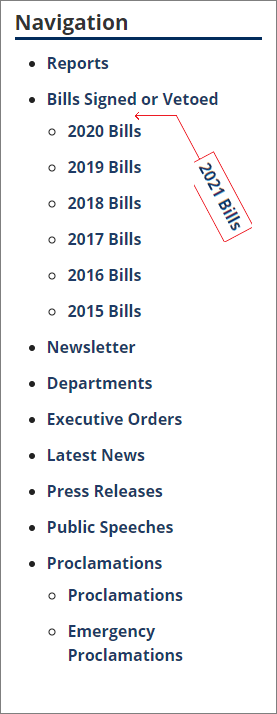 Navigation
Reports
Bills Signed or Vetoed
2021 Bills
2020 Bills
2019 Bills
2018 Bills
2017 Bills
2016 Bills
2015 Bills
Newsletter
Departments
Executive Orders
Latest News
Press Releases
Public Speeches
Proclamations
Proclamations
Emergency
Proclamations